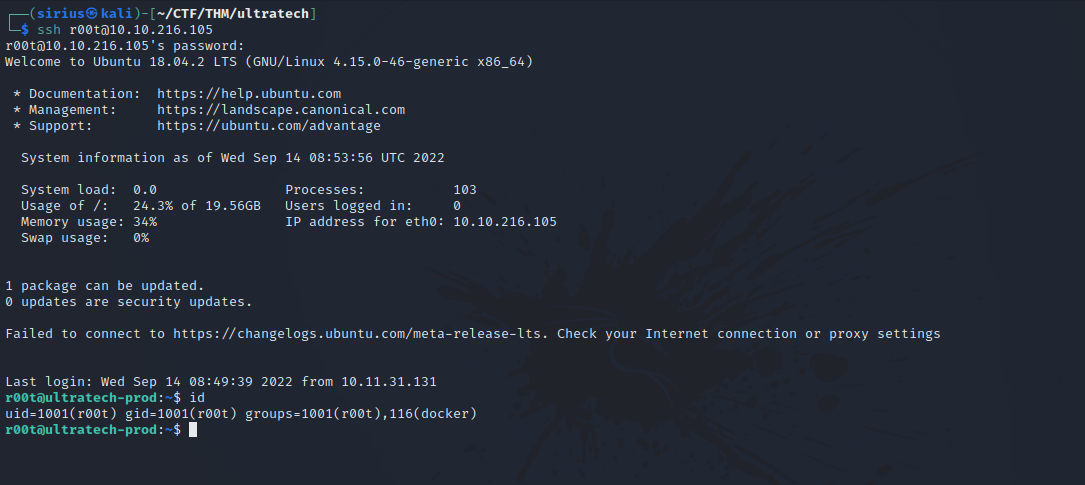 ┌──(sirius㉿kali)-[~/CTF/THM/ultratech]
└─$ ssh r00t@10.10.216.105
r00t@10.10.216.105's password:
Welcome to Ubuntu 18.04.2 LTS (GNU/Linux 4.15.0-46-generic x86_64)
* Documentation:  https://help.ubuntu.com
* Management:     https://landscape.canonical.com
* Support:        https://ubuntu.com/advantage
System information as of Wed Sep 14 08:53:56 UTC 2022
System load:  0.0               Processes:           103
Usage of /:   24.3% of 19.56GB  Users logged in:     0
Memory usage: 34%               IP address for eth0: 10.10.216.105
Swap usage:   0%
1 package can be updated.
0 updates are security updates.
Failed to connect to https://changelogs.ubuntu.com/meta-release-lts. Check your Internet connection or proxy settings
Last login: Wed Sep 14 08:49:39 2022 from 10.11.31.131
r00t@ultratech-prod:~$ id
uid=1001(r00t) gid=1001(r00t) groups=1001(r00t),116(docker)
r00t@ultratech-prod:~$